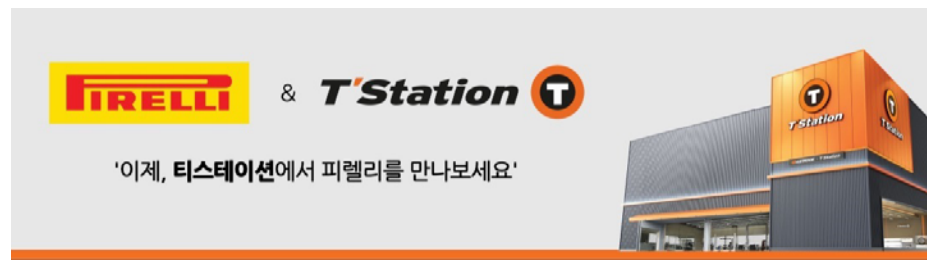 PIRELLI & T'Station T
'이제, 티스테이션에서 피렐리를 만나보세요'
T
T'Station
T
T'Station